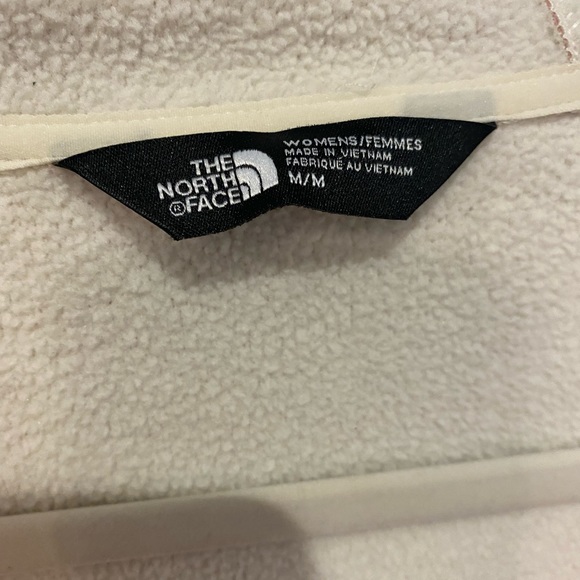 THE
NORTH
®FACE
WOMENS/FEMMES
MADE IN VIETNAM
FABRIQUÉ AU VIETNAM
M/M